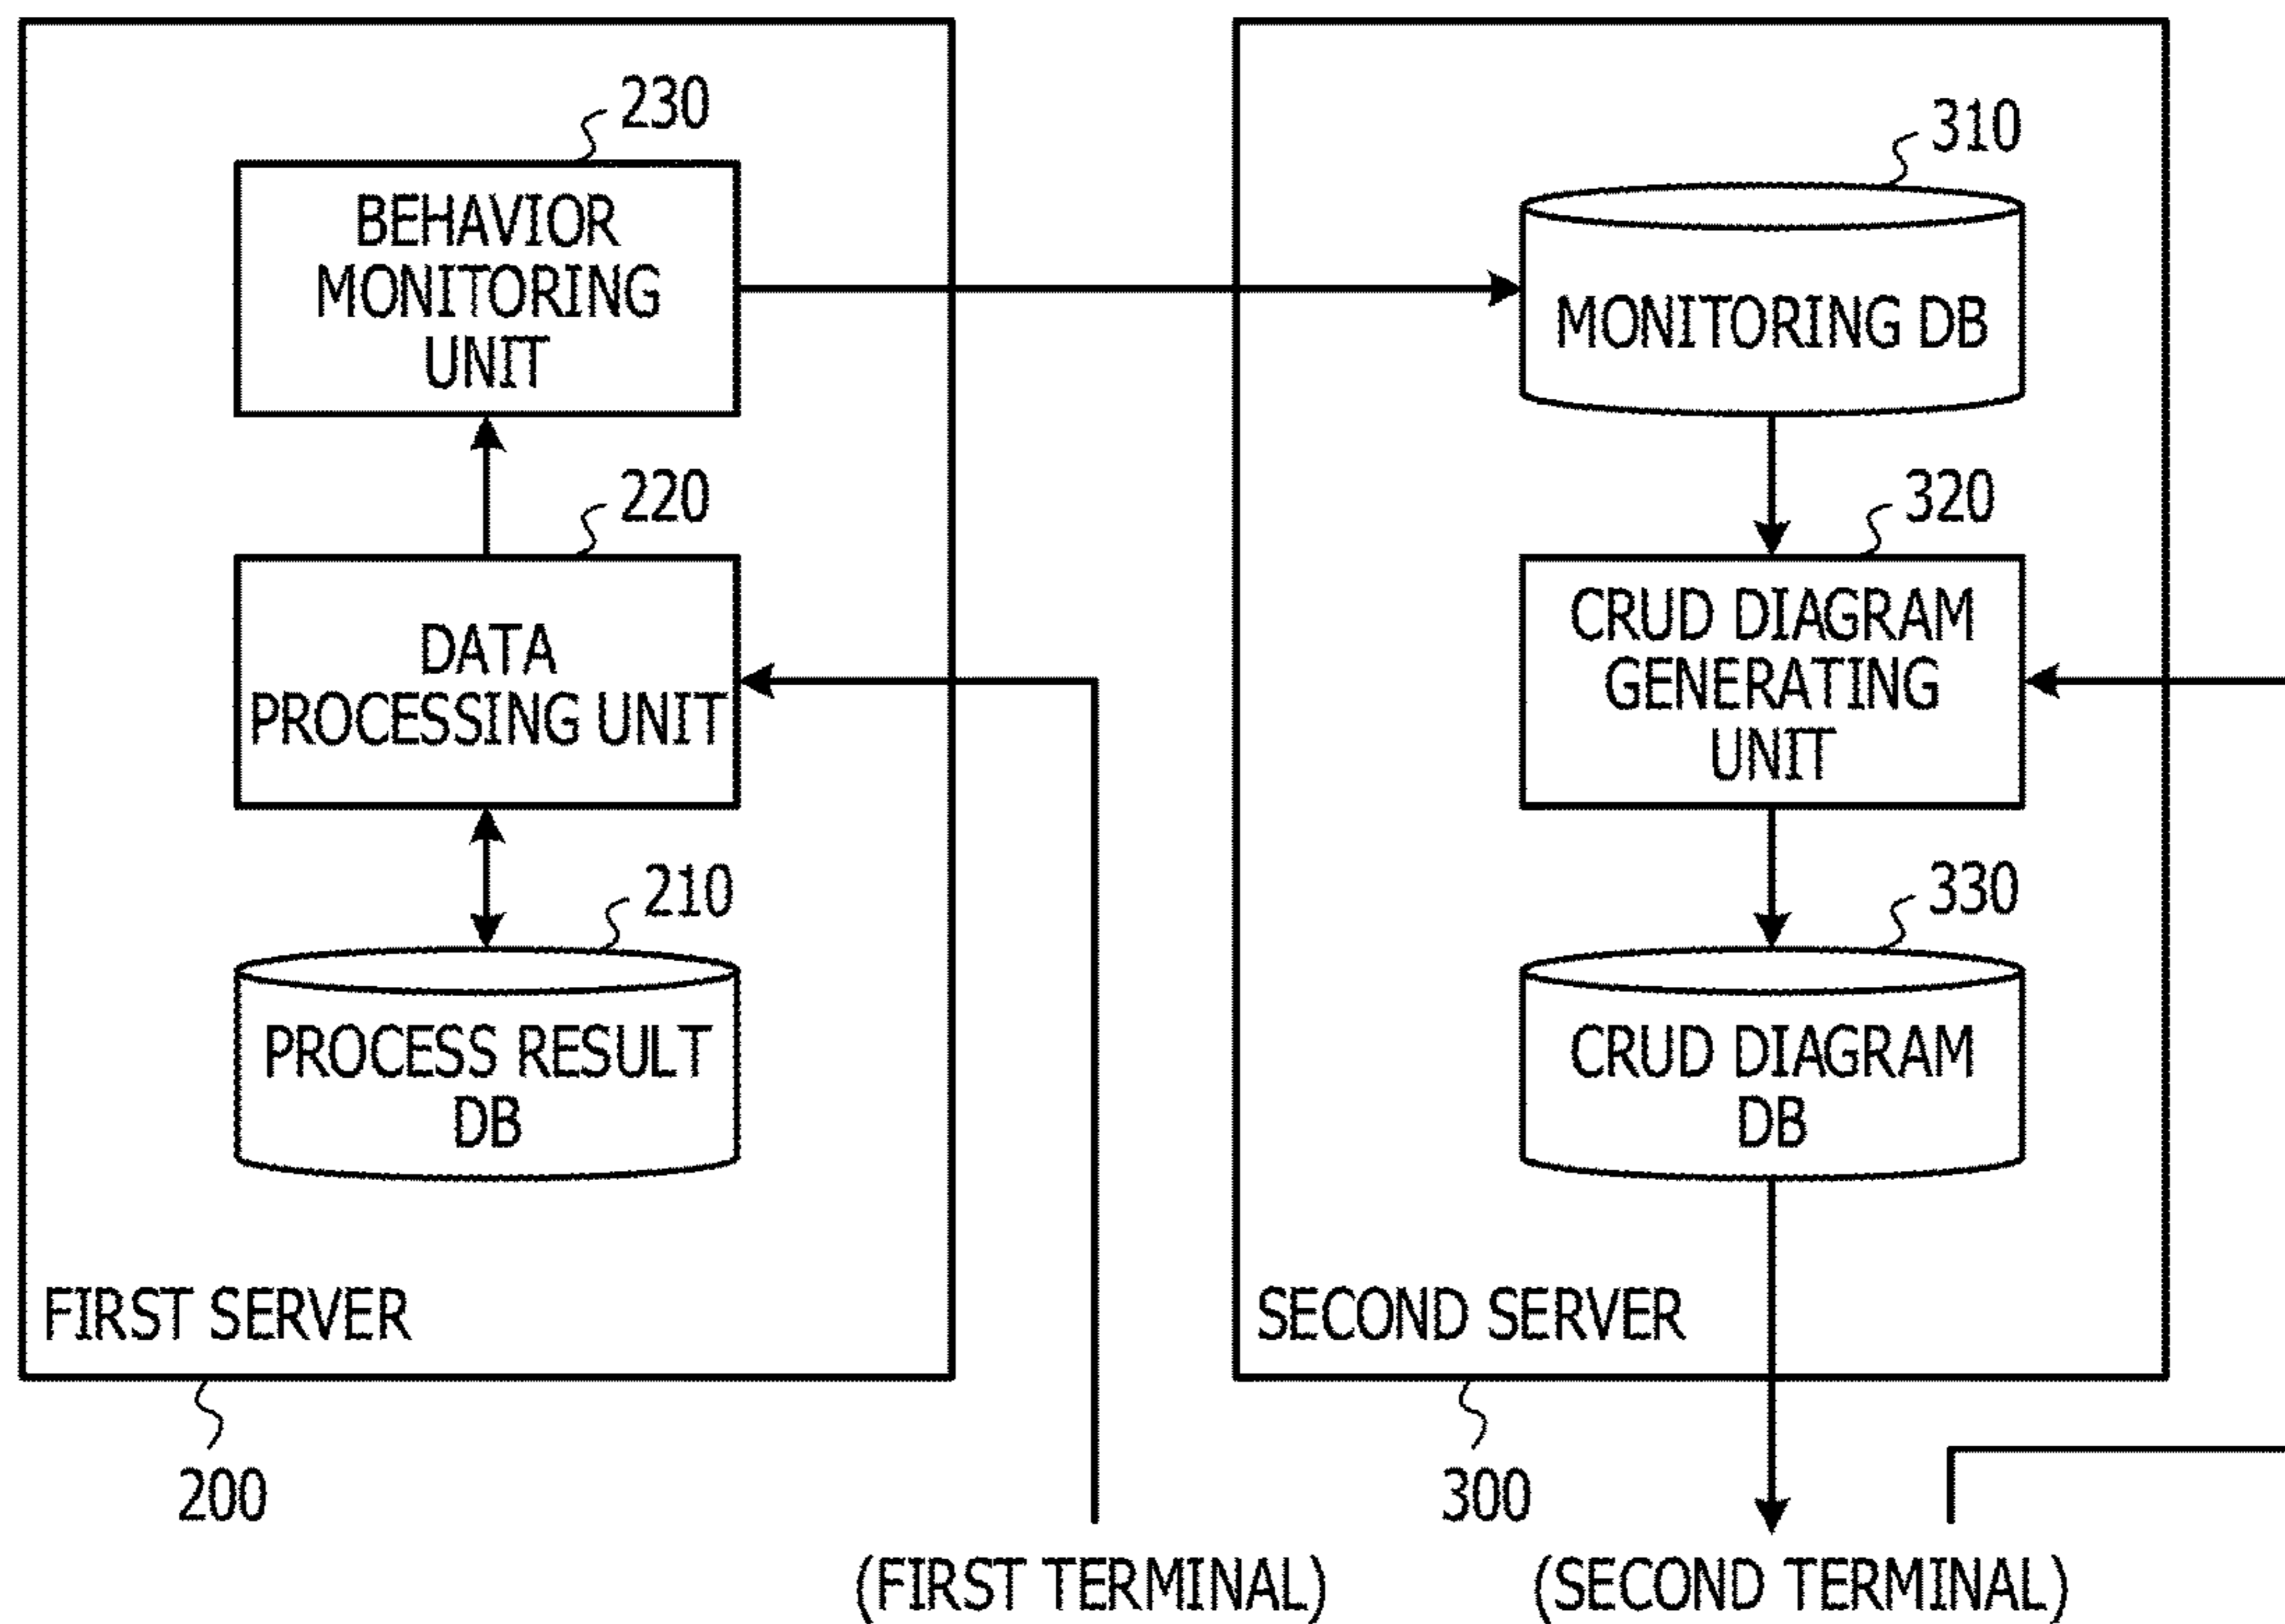 230
BEHAVIOR
MONITORING
UNIT
220
DATA
PROCESSING UNIT
210
PROCESS RESULT
DB
FIRST SERVER
200
(FIRST TERMINAL)
310
MONITORING DB
320
CRUD DIAGRAM
GENERATING
UNIT
330
CRUD DIAGRAM
DB
SECOND SERVER
300
(SECOND TERMINAL)